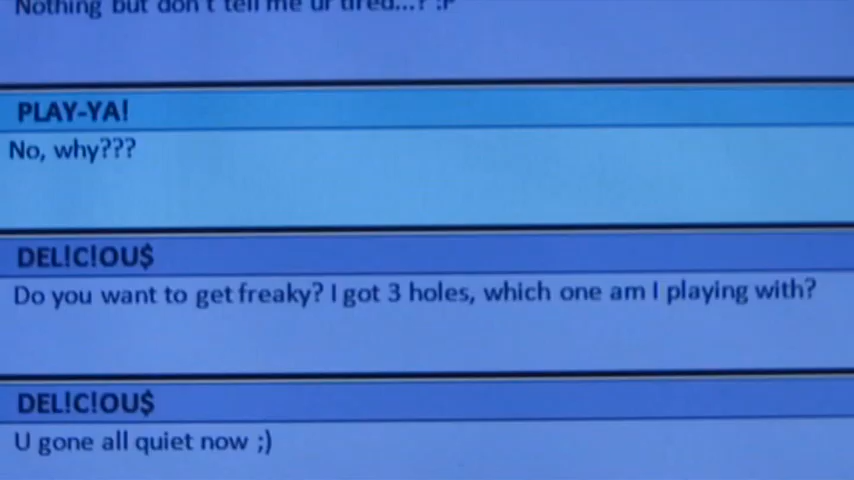 Nothing but don't tell me ur tired...? :P
PLAY-YA!
No, why???
DEL!C!OU$
Do you want to get freaky? I got 3 holes, which one am I playing with?
DEL!C!OU$
U gone all quiet now ;)